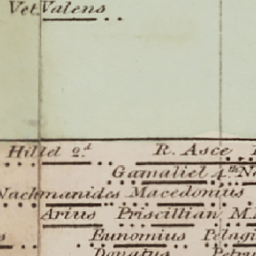 Vet. Valens
Hillel 2.d R. Asce
Gamaliel 4.th
Nachmanides Macedonius
Arius Priscillian
Eunomius Pelagi
Donatus Petr